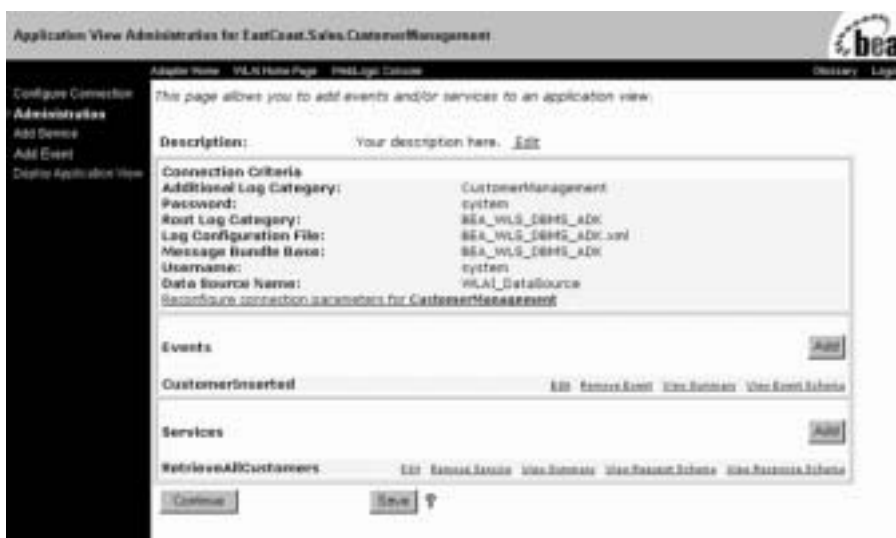 Application View Administration for EastCoast.Sales.CustomerManagement
bea
Adapter Home WLAI Home Page WebLogic Console
Glossary
Configure Connection
Administration
Add Service
Add Event
Deploy Application View
This page allows you to add events and/or services to an application view.
Description: Your description here. Edit
Connection Criteria
Additional Log Category: CustomerManagement
Password: system
Root Log Category: BEA_WLS_DBMS_ADK
Log Configuration File: BEA_WLS_DBMS_ADK.xml
Message Bundle Base: BEA_WLS_DBMS_ADK
Username: system
Data Source Name: WLAI_DataSource
Reconfigure connection parameters for CustomerManagement
Events Add
CustomerInserted Edit Remove Event View Summary View Event Schema
Services Add
RetrieveAllCustomers Edit Remove Service View Summary View Request Schema View Response Schema
Continue Save ?